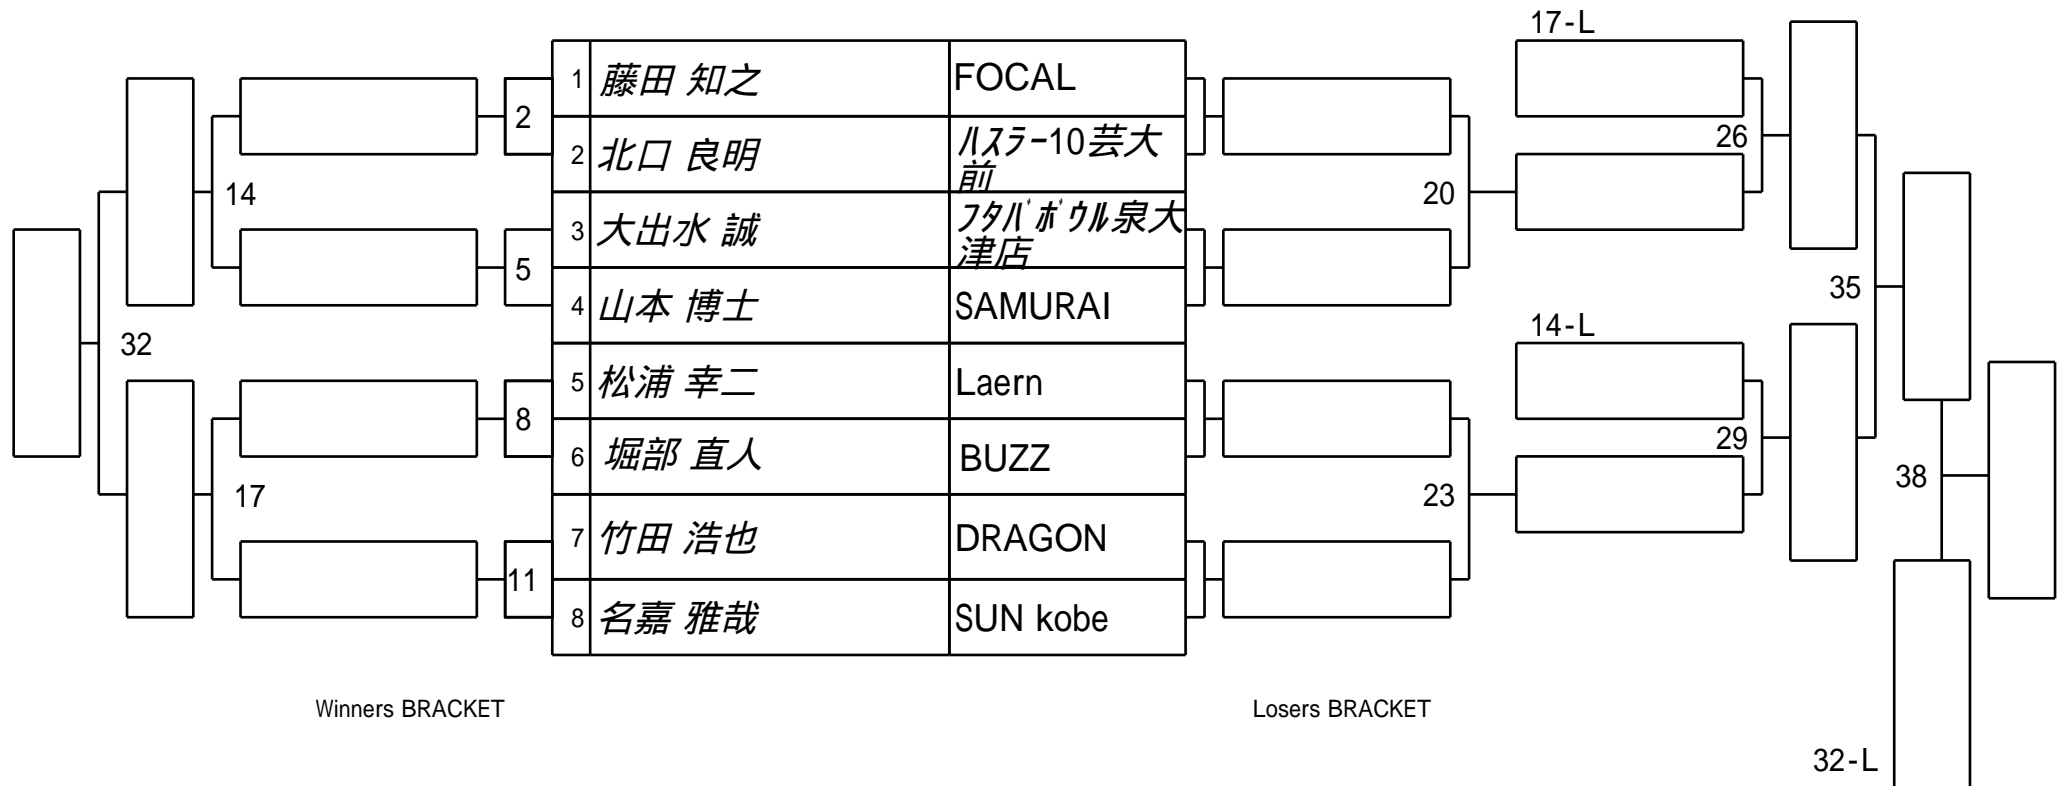 17-L
1 藤田 知之 FOCAL
2
2 北口 良明 ﾊｽﾗｰ10芸大
前
26
14
20
3 大出水 誠 ﾌﾀﾊﾞﾎﾞｳﾙ泉大
津店
5
4 山本 博士 SAMURAI
35
14-L
32
5 松浦 幸二 Laern
8
29
6 堀部 直人 BUZZ
38
17
23
7 竹田 浩也 DRAGON
11
8 名嘉 雅哉 SUN kobe
Winners BRACKET
Losers BRACKET
32-L